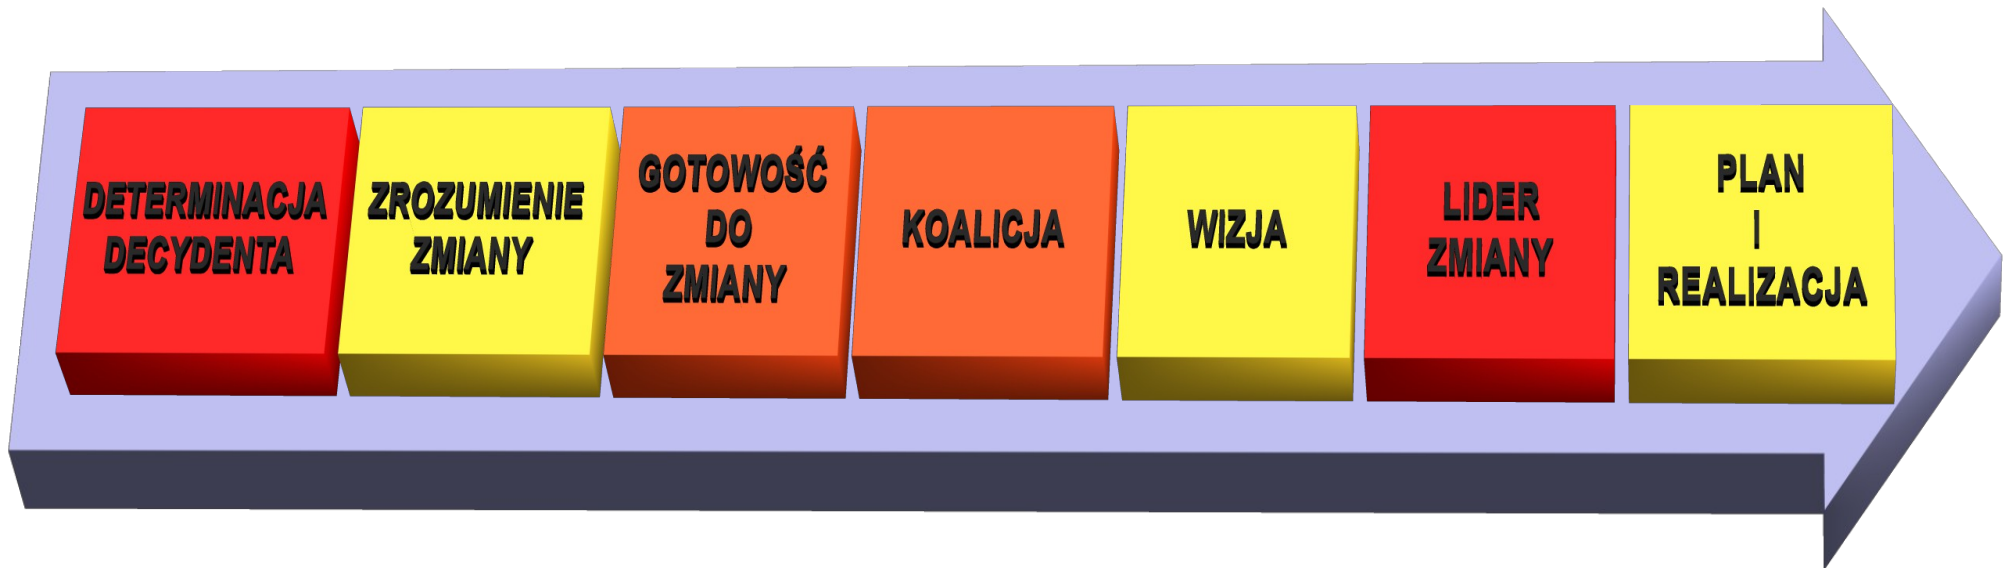 DETERMINACJA
DECYDENTA
ZROZUMIENIE
ZMIANY
GOTOWOŚĆ
DO
ZMIANY
KOALICJA
WIZJA
LIDER
ZMIANY
PLAN
I
REALIZACJA